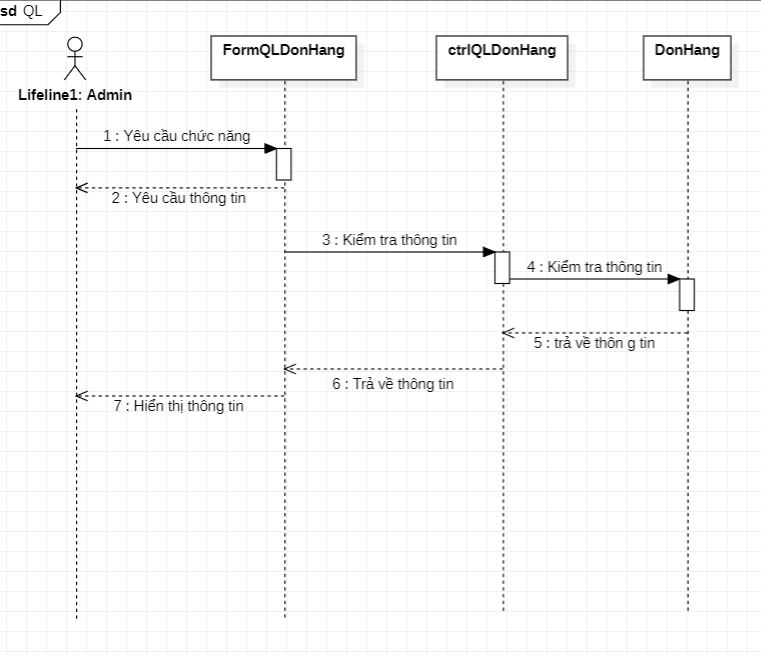 sd QL
FormQLDonHang
ctrlQLDonHang
DonHang
Lifeline1: Admin
1 : Yêu cầu chức năng
2 : Yêu cầu thông tin
3 : Kiểm tra thông tin
4 : Kiểm tra thông tin
5 : trả về thôn g tin
6 : Trả về thông tin
7 : Hiển thị thông tin